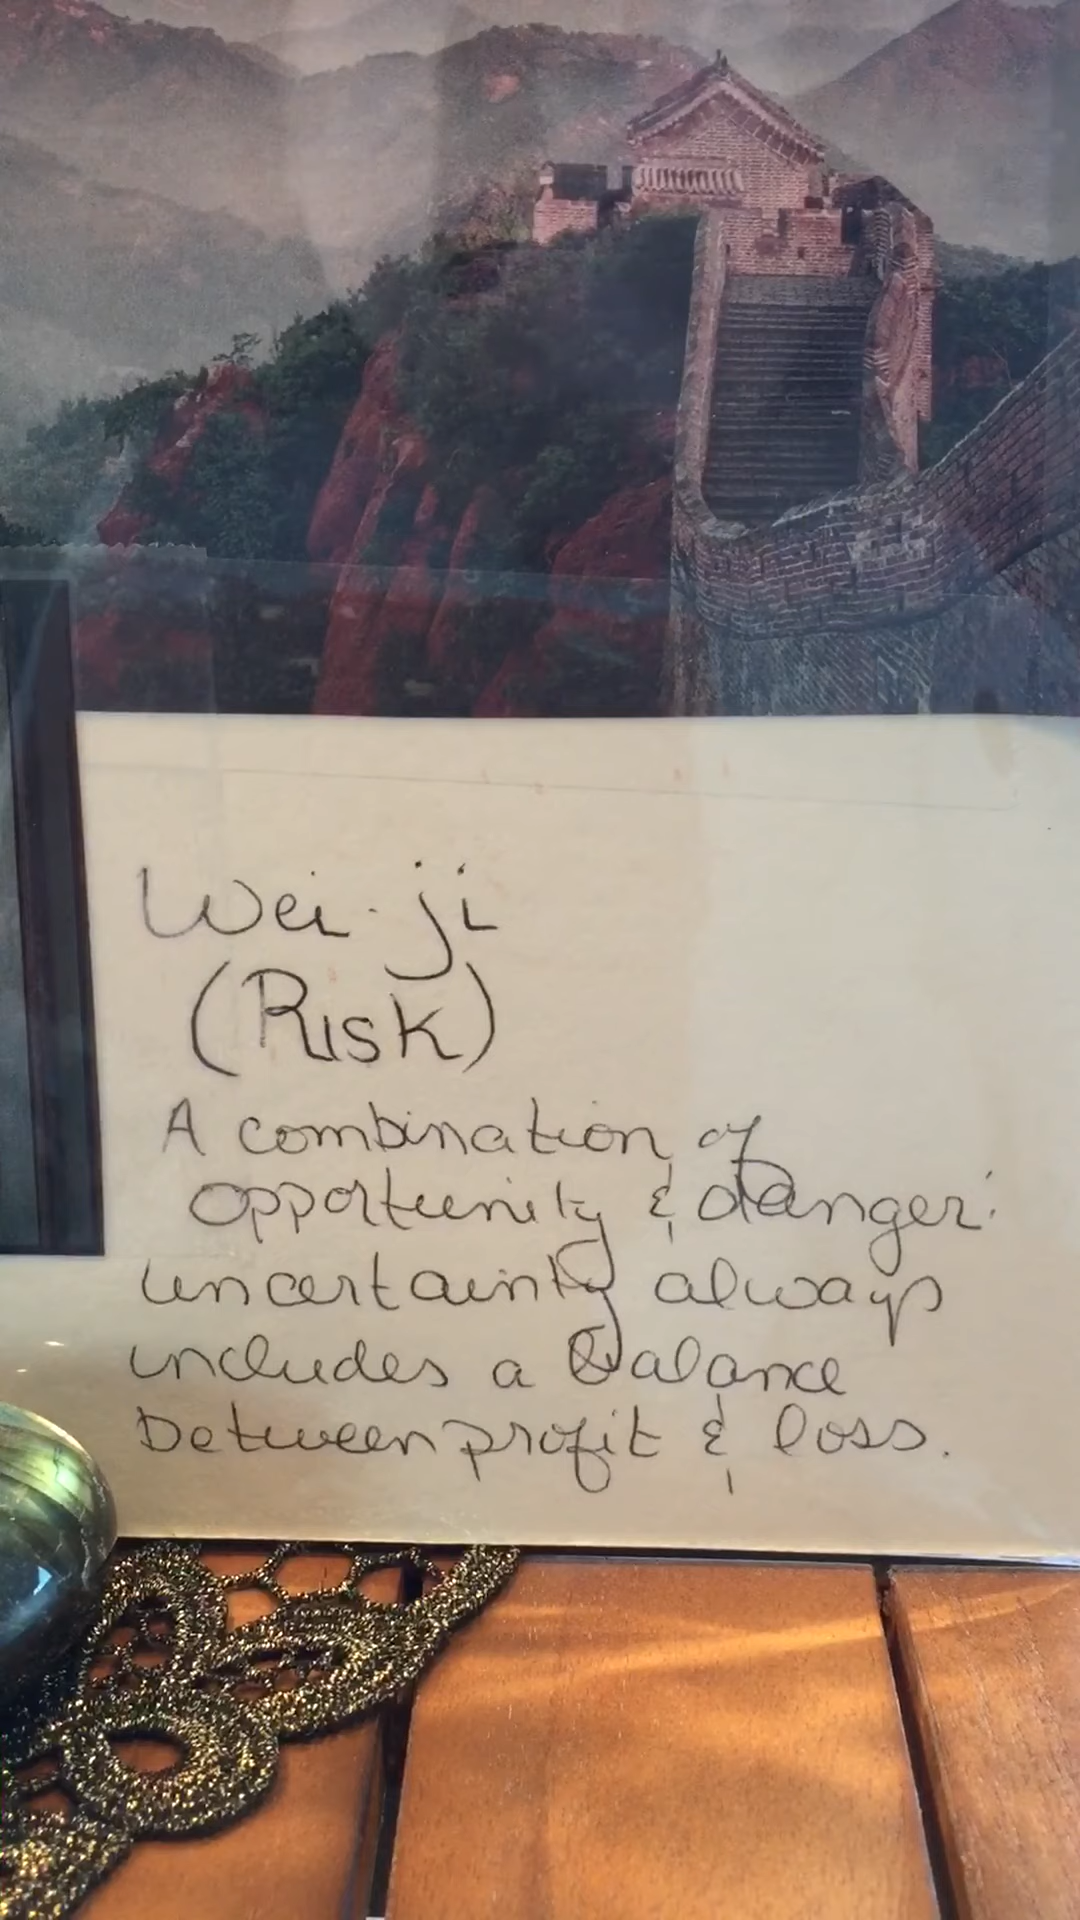 Wei-ji
(Risk)
A combination of
opportunity & danger:
uncertainty always
includes a balance
between profit & loss.